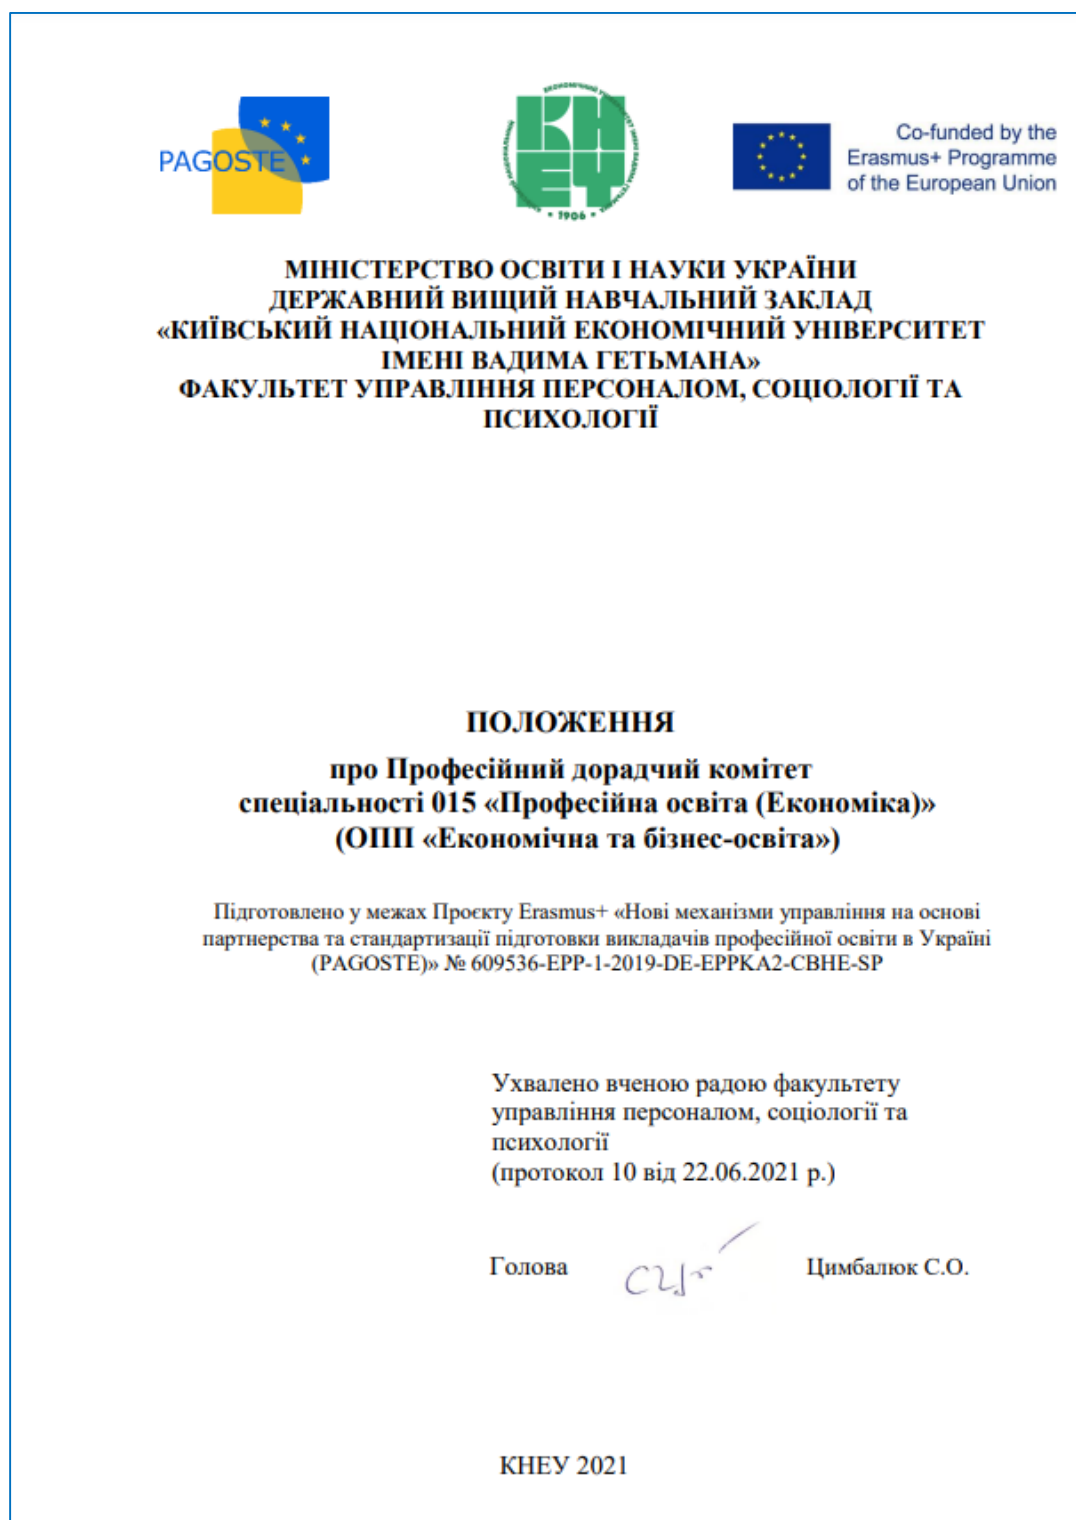 PAGOSTE
КНЕУ
1906
Co-funded by the
Erasmus+ Programme
of the European Union
МІНІСТЕРСТВО ОСВІТИ І НАУКИ УКРАЇНИ
ДЕРЖАВНИЙ ВИЩИЙ НАВЧАЛЬНИЙ ЗАКЛАД
«КИЇВСЬКИЙ НАЦІОНАЛЬНИЙ ЕКОНОМІЧНИЙ УНІВЕРСИТЕТ
ІМЕНІ ВАДИМА ГЕТЬМАНА»
ФАКУЛЬТЕТ УПРАВЛІННЯ ПЕРСОНАЛОМ, СОЦІОЛОГІЇ ТА
ПСИХОЛОГІЇ
ПОЛОЖЕННЯ
про Професійний дорадчий комітет
спеціальності 015 «Професійна освіта (Економіка)»
(ОПП «Економічна та бізнес-освіта»)
Підготовлено у межах Проєкту Erasmus+ «Нові механізми управління на основі
партнерства та стандартизації підготовки викладачів професійної освіти в Україні
(PAGOSTE)» № 609536-EPP-1-2019-DE-EPPKA2-CBHE-SP
Ухвалено вченою радою факультету
управління персоналом, соціології та
психології
(протокол 10 від 22.06.2021 р.)
Голова Цимбалюк С.О.
КНЕУ 2021